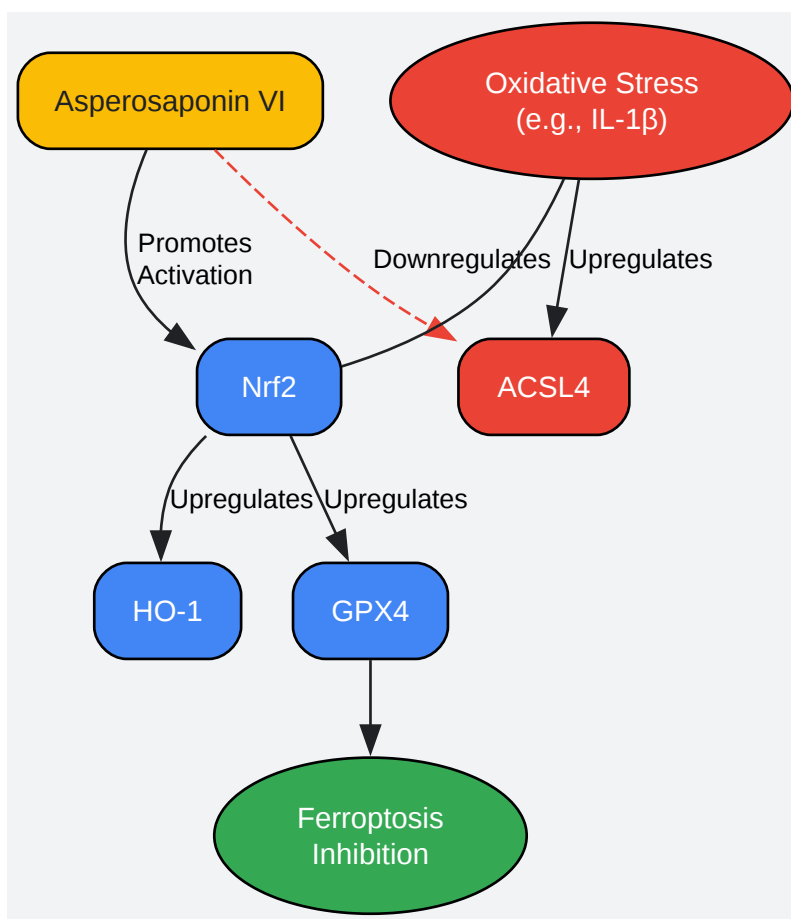 Asperosaponin VI
Oxidative Stress
(e.g., IL-1β)
Promotes
Activation
Downregulates
Upregulates
Nrf2
ACSL4
Upregulates
Upregulates
HO-1
GPX4
Ferroptosis
Inhibition